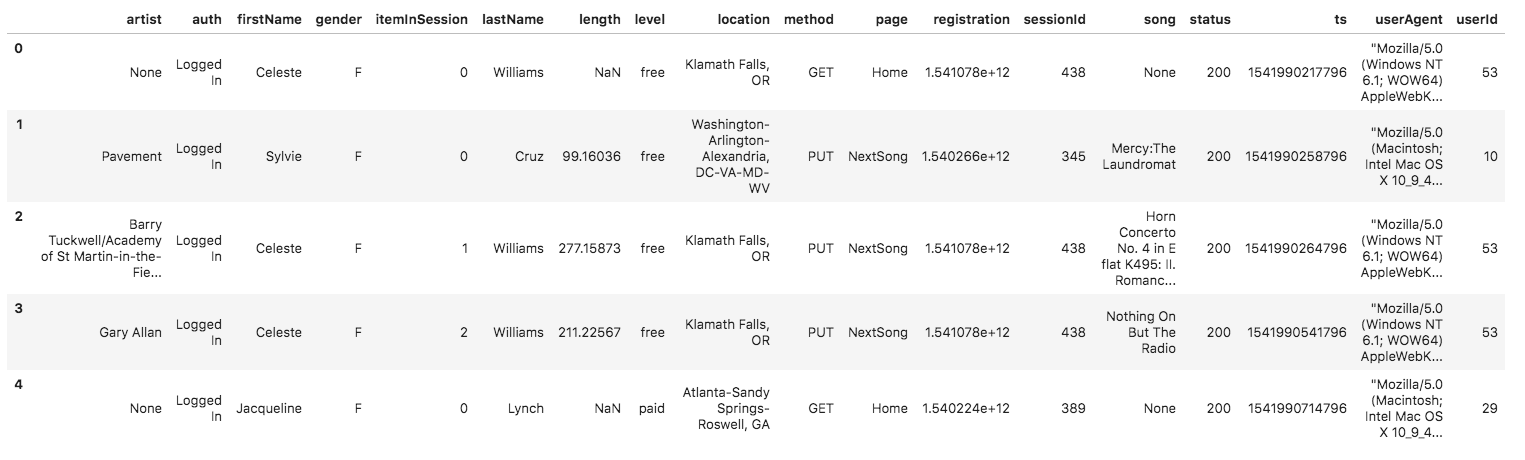 artist auth firstName gender itemInSession lastName length level location method page registration sessionId song status ts userAgent userId
0 None Logged In Celeste F 0 Williams NaN free Klamath Falls, OR GET Home 1.541078e+12 438 None 200 1541990217796 "Mozilla/5.0 (Windows NT 6.1; WOW64) AppleWebK... 53
1 Pavement Logged In Sylvie F 0 Cruz 99.16036 free Washington-Arlington-Alexandria, DC-VA-MD-WV PUT NextSong 1.540266e+12 345 Mercy:The Laundromat 200 1541990258796 "Mozilla/5.0 (Macintosh; Intel Mac OS X 10_9_4... 10
2 Barry Tuckwell/Academy of St Martin-in-the-Fie... Logged In Celeste F 1 Williams 277.15873 free Klamath Falls, OR PUT NextSong 1.541078e+12 438 Horn Concerto No. 4 in E flat K495: II. Romanc... 200 1541990264796 "Mozilla/5.0 (Windows NT 6.1; WOW64) AppleWebK... 53
3 Gary Allan Logged In Celeste F 2 Williams 211.22567 free Klamath Falls, OR PUT NextSong 1.541078e+12 438 Nothing On But The Radio 200 1541990541796 "Mozilla/5.0 (Windows NT 6.1; WOW64) AppleWebK... 53
4 None Logged In Jacqueline F 0 Lynch NaN paid Atlanta-Sandy Springs-Roswell, GA GET Home 1.540224e+12 389 None 200 1541990714796 "Mozilla/5.0 (Macintosh; Intel Mac OS X 10_9_4... 29